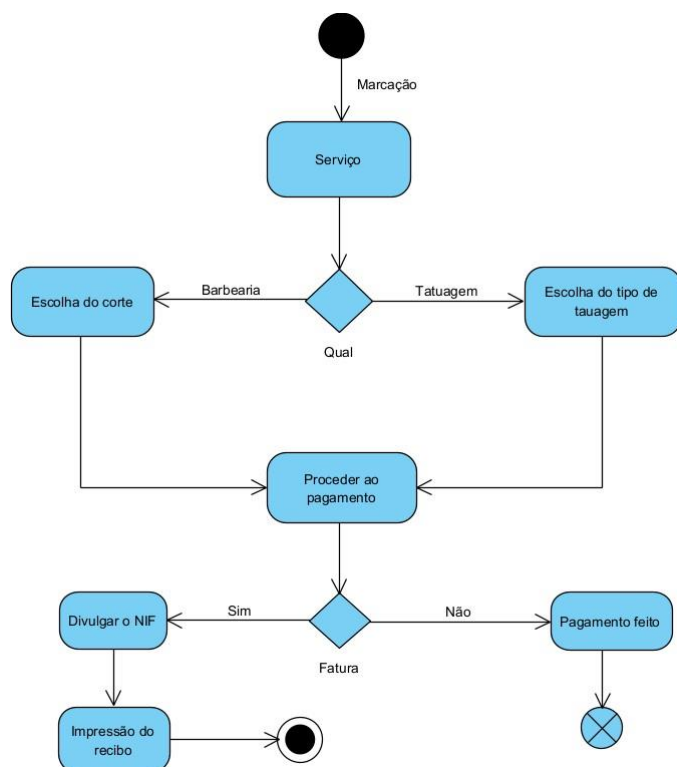 Marcação
Serviço
Escolha do corte
Barbearia
Tatuagem
Escolha do tipo de
tauagem
Qual
Proceder ao
pagamento
Divulgar o NIF
Sim
Não
Pagamento feito
Fatura
Impressão do
recibo